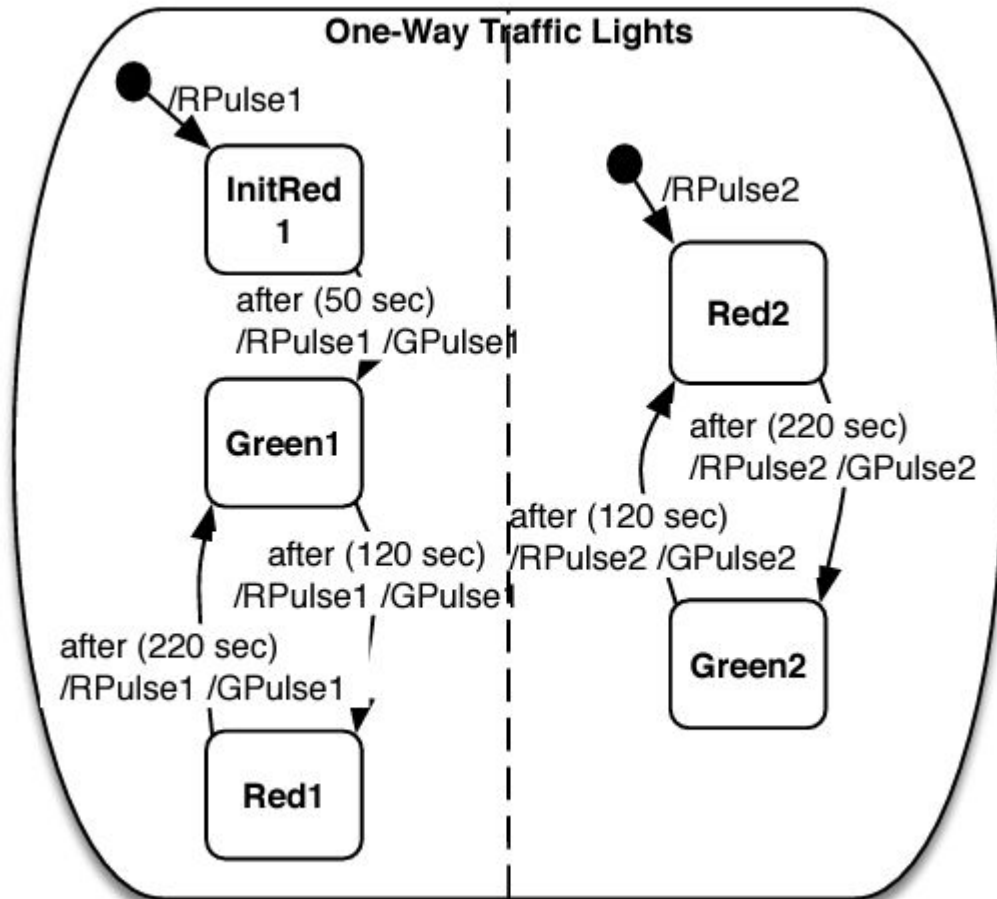 One-Way Traffic Lights
/RPulse1
InitRed
1
after (50 sec)
/RPulse1 /GPulse1
Green1
after (120 sec)
/RPulse1 /GPulse1
after (220 sec)
/RPulse1 /GPulse1
Red1
/RPulse2
Red2
after (220 sec)
/RPulse2 /GPulse2
after (120 sec)
/RPulse2 /GPulse2
Green2